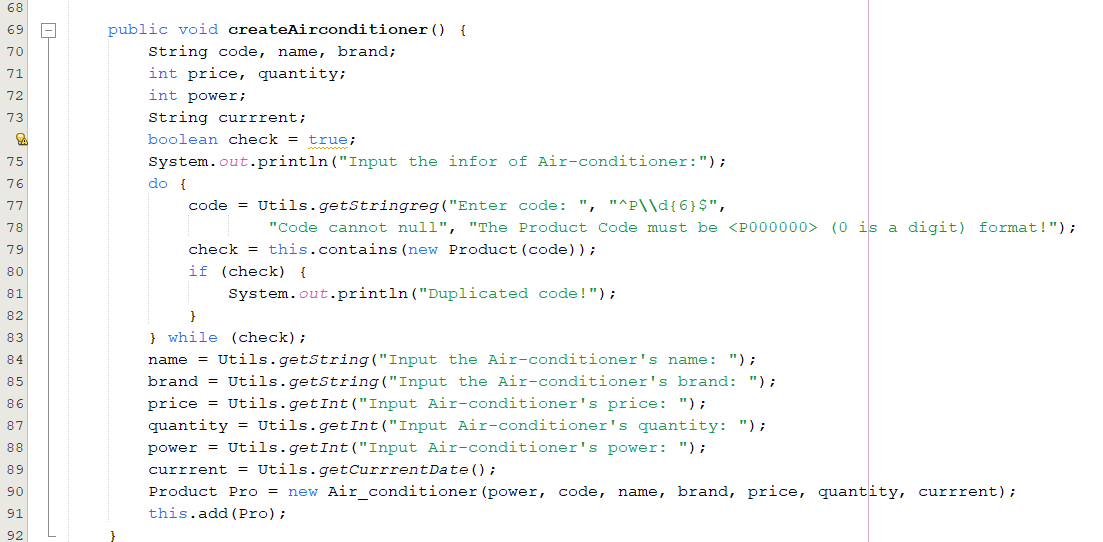 68
69 public void createAirconditioner() {
70 String code, name, brand;
71 int price, quantity;
72 int power;
73 String currrent;
boolean check = true;
75 System.out.println("Input the infor of Air-conditioner:");
76 do {
77 code = Utils.getStringreg("Enter code: ", "^P\\d{6}$",
78 "Code cannot null", "The Product Code must be <P000000> (0 is a digit) format!");
79 check = this.contains(new Product(code));
80 if (check) {
81 System.out.println("Duplicated code!");
82 }
83 } while (check);
84 name = Utils.getString("Input the Air-conditioner's name: ");
85 brand = Utils.getString("Input the Air-conditioner's brand: ");
86 price = Utils.getInt("Input Air-conditioner's price: ");
87 quantity = Utils.getInt("Input Air-conditioner's quantity: ");
88 power = Utils.getInt("Input Air-conditioner's power: ");
89 currrent = Utils.getCurrrentDate();
90 Product Pro = new Air_conditioner(power, code, name, brand, price, quantity, currrent);
91 this.add(Pro);
92 }